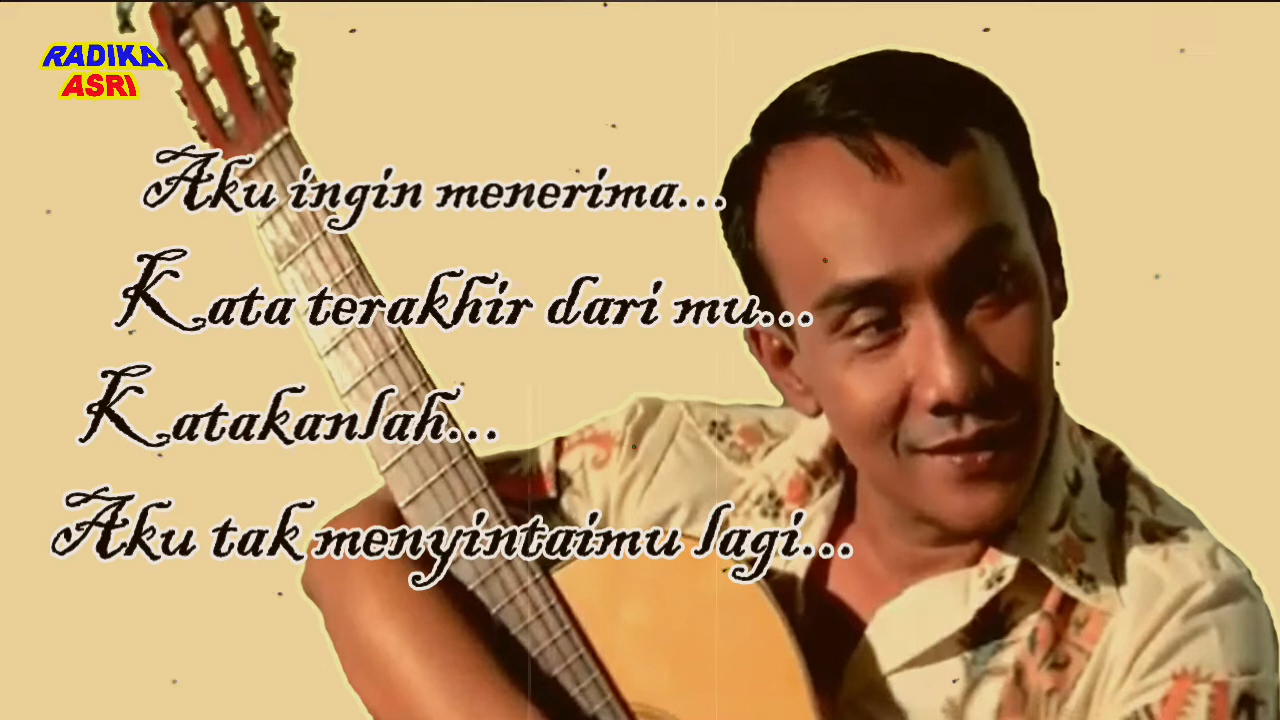 RADIKA
ASRI
Aku ingin menerima...
Kata terakhir dari mu...
Katakanlah...
Aku tak menyintaimu lagi...